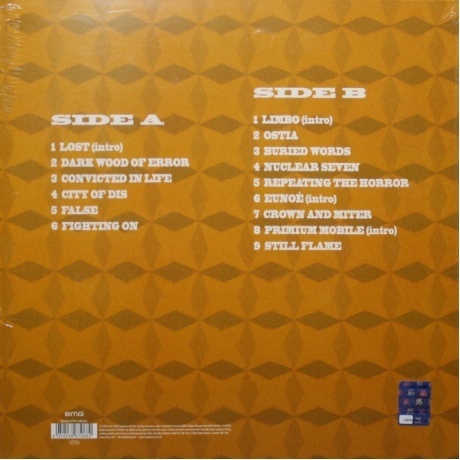 SIDE A
1 LOST (intro)
2 DARK WOOD OF ERROR
3 CONVICTED IN LIFE
4 CITY OF DIS
5 FALSE
6 FIGHTING ON
SIDE B
1 LIMBO (intro)
2 OSTIA
3 BURIED WORDS
4 NUCLEAR SEVEN
5 REPEATING THE HORROR
6 EUNOÉ (intro)
7 CROWN AND MITER
8 PRIMIUM MOBILE (intro)
9 STILL FLAME
BMG